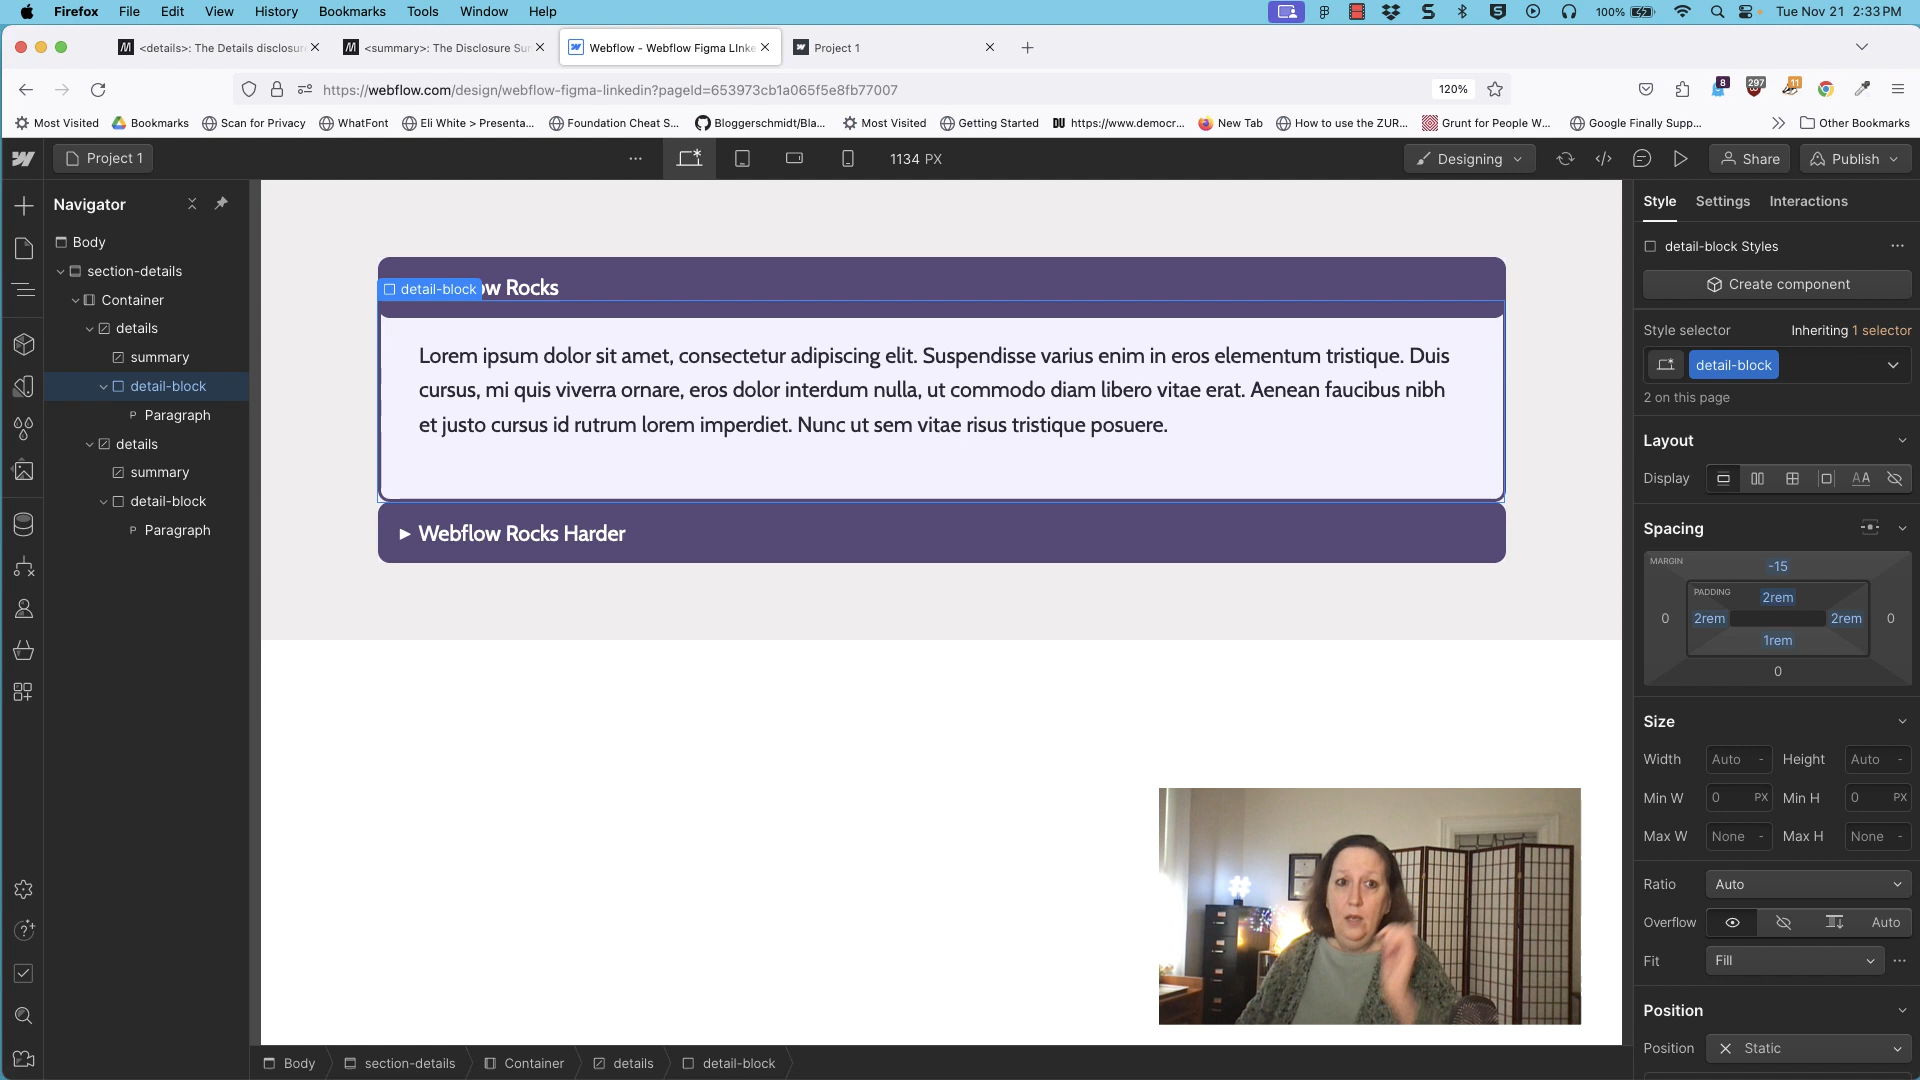 Firefox File Edit View History Bookmarks Tools Window Help 100% Tue Nov 21 2:33 PM
<details>: The Details disclosur <summary>: The Disclosure Su Webflow - Webflow Figma LInke Project 1
https://webflow.com/design/webflow-figma-linkedin?pageId=653973cb1a065f5e8fb77007 120% 8 297 11
Most Visited Bookmarks Scan for Privacy WhatFont Eli White > Presenta... Foundation Cheat S... Bloggerschmidt/Bla... Most Visited Getting Started DU https://www.democr... New Tab How to use the ZUR... Grunt for People W... Google Finally Supp... Other Bookmarks
Project 1 1134 PX Designing Share Publish
Navigator
Body
section-details
Container
details
summary
detail-block
Paragraph
details
summary
detail-block
Paragraph
detail-block ow Rocks
Lorem ipsum dolor sit amet, consectetur adipiscing elit. Suspendisse varius enim in eros elementum tristique. Duis
cursus, mi quis viverra ornare, eros dolor interdum nulla, ut commodo diam libero vitae erat. Aenean faucibus nibh
et justo cursus id rutrum lorem imperdiet. Nunc ut sem vitae risus tristique posuere.
Webflow Rocks Harder
Style Settings Interactions
detail-block Styles
Create component
Style selector Inheriting 1 selector
detail-block
2 on this page
Layout
Display
Spacing
MARGIN -15
PADDING 2rem
0 2rem 2rem 0
1rem
0
Size
Width Auto - Height Auto -
Min W 0 PX Min H 0 PX
Max W None - Max H None -
Ratio Auto
Overflow Auto
Fit Fill
Position
Position Static
Body section-details Container details detail-block